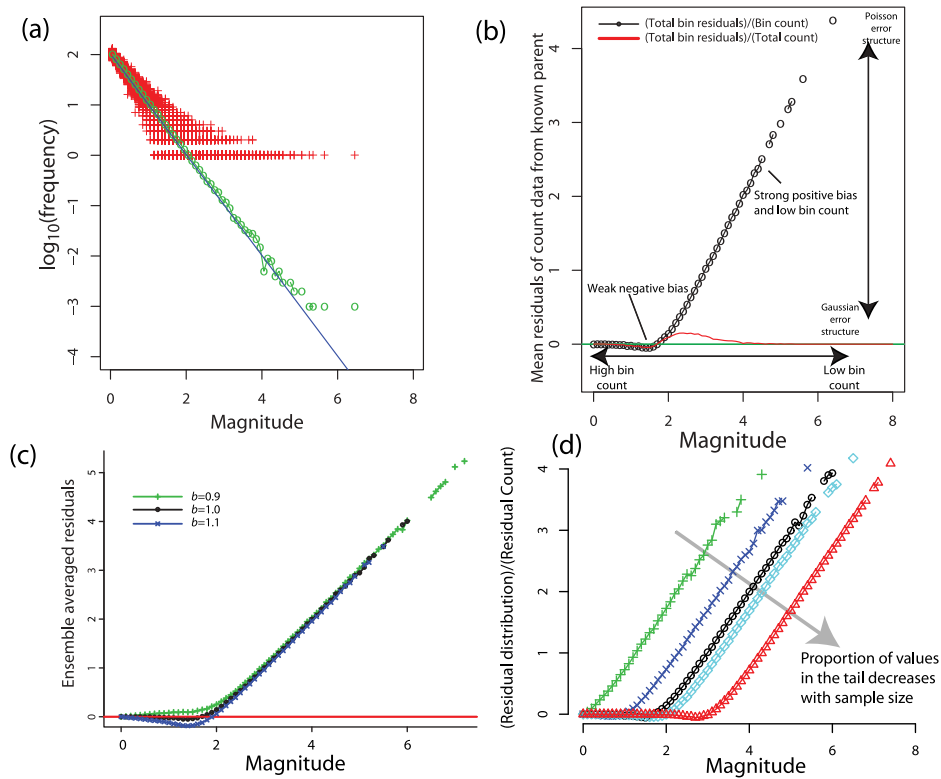 (a)
log10(frequency)
2
1
0
−1
−2
−3
−4
0
2
4
6
8
Magnitude
(b)
(Total bin residuals)/(Bin count)
(Total bin residuals)/(Total count)
Poisson
error
structure
Strong positive bias
and low bin count
Weak negative bias
Gaussian
error
structure
High bin
count
Low bin
count
Mean residuals of count data from known parent
4
3
2
1
0
0
2
4
6
8
Magnitude
(c)
b=0.9
b=1.0
b=1.1
Ensemble averaged residuals
5
4
3
2
1
0
0
2
4
6
Magnitude
(d)
(Residual distribution)/(Residual Count)
4
3
2
1
0
Proportion of values
in the tail decreases
with sample size
0
2
4
6
8
Magnitude